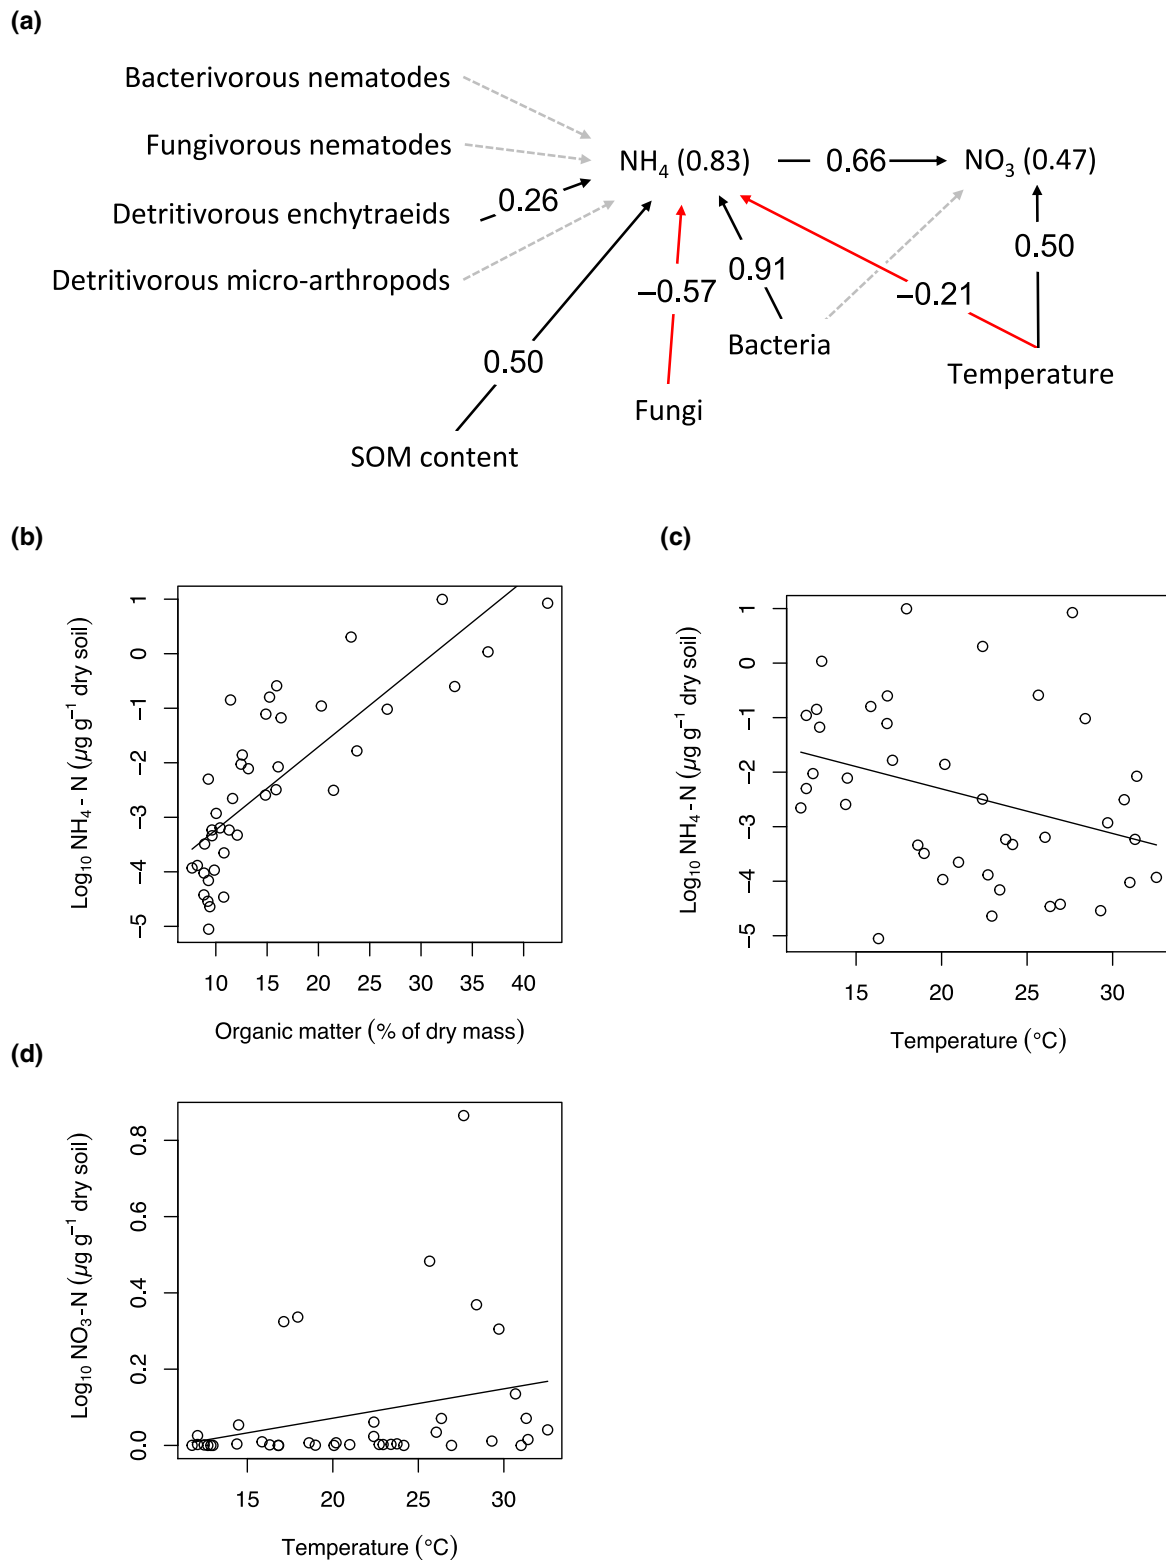 (a)
Bacterivorous nematodes
Fungivorous nematodes
NH₄ (0.83)
0.66
NO₃ (0.47)
Detritivorous enchytraeids
0.26
Detritivorous micro-arthropods
0.50
−0.57
0.91
−0.21
0.50
Bacteria
Temperature
Fungi
SOM content
(b)
Log₁₀ NH₄ - N (µg g⁻¹ dry soil)
1
0
−1
−2
−3
−4
−5
10 15 20 25 30 35 40
Organic matter (% of dry mass)
(c)
Log₁₀ NH₄ - N (µg g⁻¹ dry soil)
1
0
−1
−2
−3
−4
−5
15 20 25 30
Temperature (°C)
(d)
Log₁₀ NO₃-N (µg g⁻¹ dry soil)
0.8
0.6
0.4
0.2
0.0
15 20 25 30
Temperature (°C)